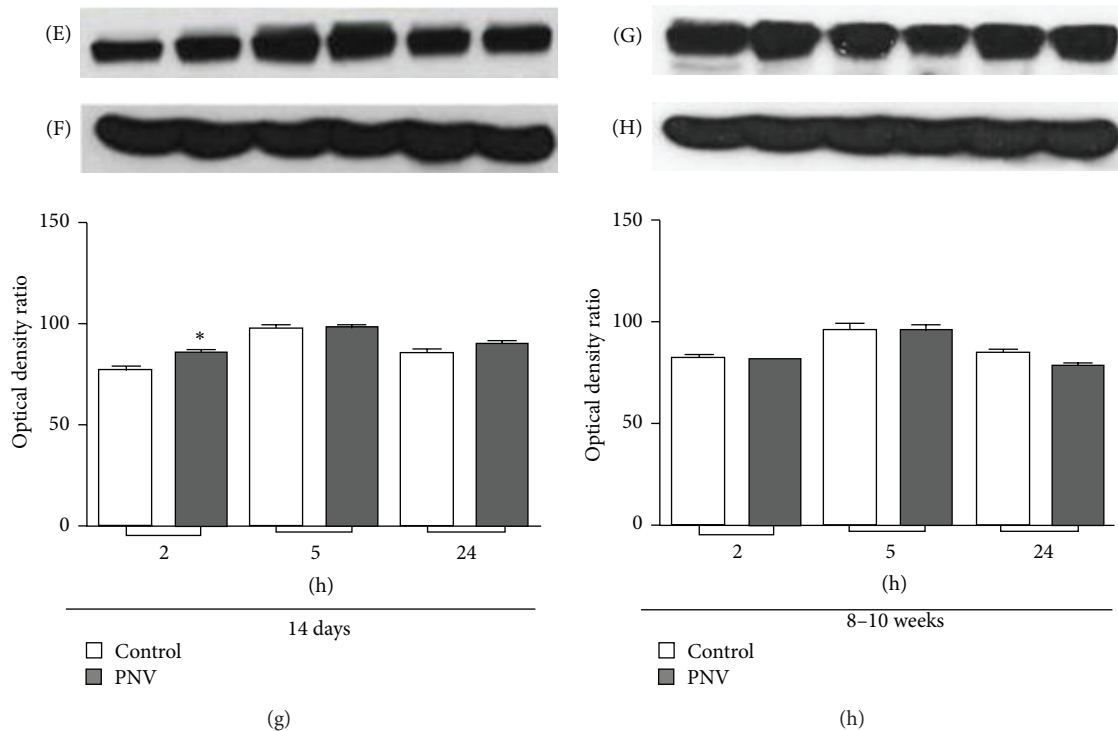 (E)
(F)
150
100
50
0
Optical density ratio
*
2 5 24
(h)
14 days
Control
PNV
(g)
(G)
(H)
150
100
50
0
Optical density ratio
2 5 24
(h)
8–10 weeks
Control
PNV
(h)